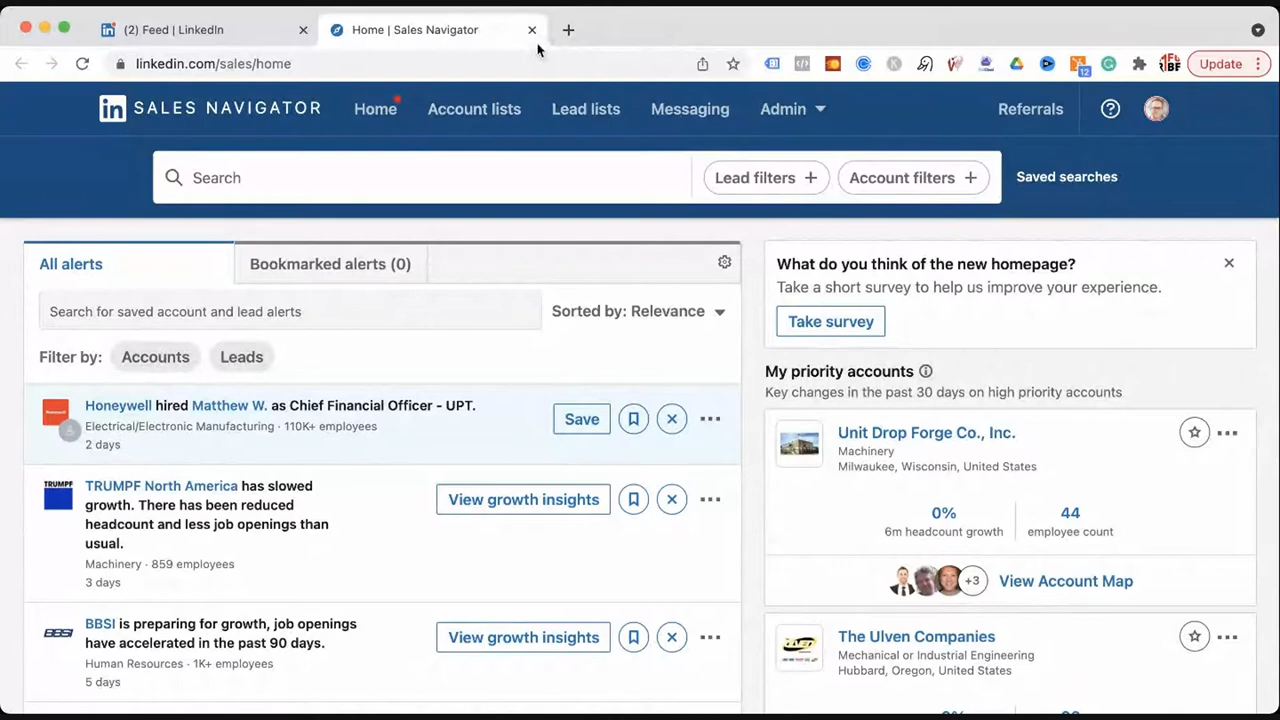 (2) Feed | LinkedIn
Home | Sales Navigator
linkedin.com/sales/home
12
Update
in SALES NAVIGATOR
Home
Account lists
Lead lists
Messaging
Admin
Referrals
Search
Lead filters +
Account filters +
Saved searches
All alerts
Bookmarked alerts (0)
Search for saved account and lead alerts
Sorted by: Relevance
Filter by:
Accounts
Leads
Honeywell hired Matthew W. as Chief Financial Officer - UPT.
Electrical/Electronic Manufacturing · 110K+ employees
2 days
Save
TRUMPF
TRUMPF North America has slowed
growth. There has been reduced
headcount and less job openings than
usual.
Machinery · 859 employees
3 days
View growth insights
BBSI
BBSI is preparing for growth, job openings
have accelerated in the past 90 days.
Human Resources · 1K+ employees
5 days
View growth insights
What do you think of the new homepage?
Take a short survey to help us improve your experience.
Take survey
My priority accounts
Key changes in the past 30 days on high priority accounts
Unit Drop Forge Co., Inc.
Machinery
Milwaukee, Wisconsin, United States
0%
6m headcount growth
44
employee count
+3
View Account Map
The Ulven Companies
Mechanical or Industrial Engineering
Hubbard, Oregon, United States